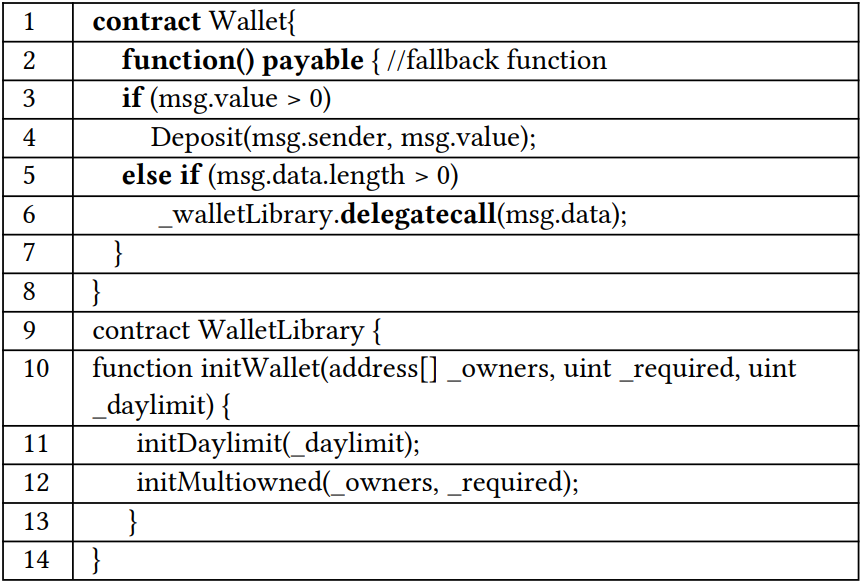 1 contract Wallet{
2 function() payable { //fallback function
3 if (msg.value > 0)
4 Deposit(msg.sender, msg.value);
5 else if (msg.data.length > 0)
6 _walletLibrary.delegatecall(msg.data);
7 }
8 }
9 contract WalletLibrary {
10 function initWallet(address[] _owners, uint _required, uint
_daylimit) {
11 initDaylimit(_daylimit);
12 initMultiowned(_owners, _required);
13 }
14 }